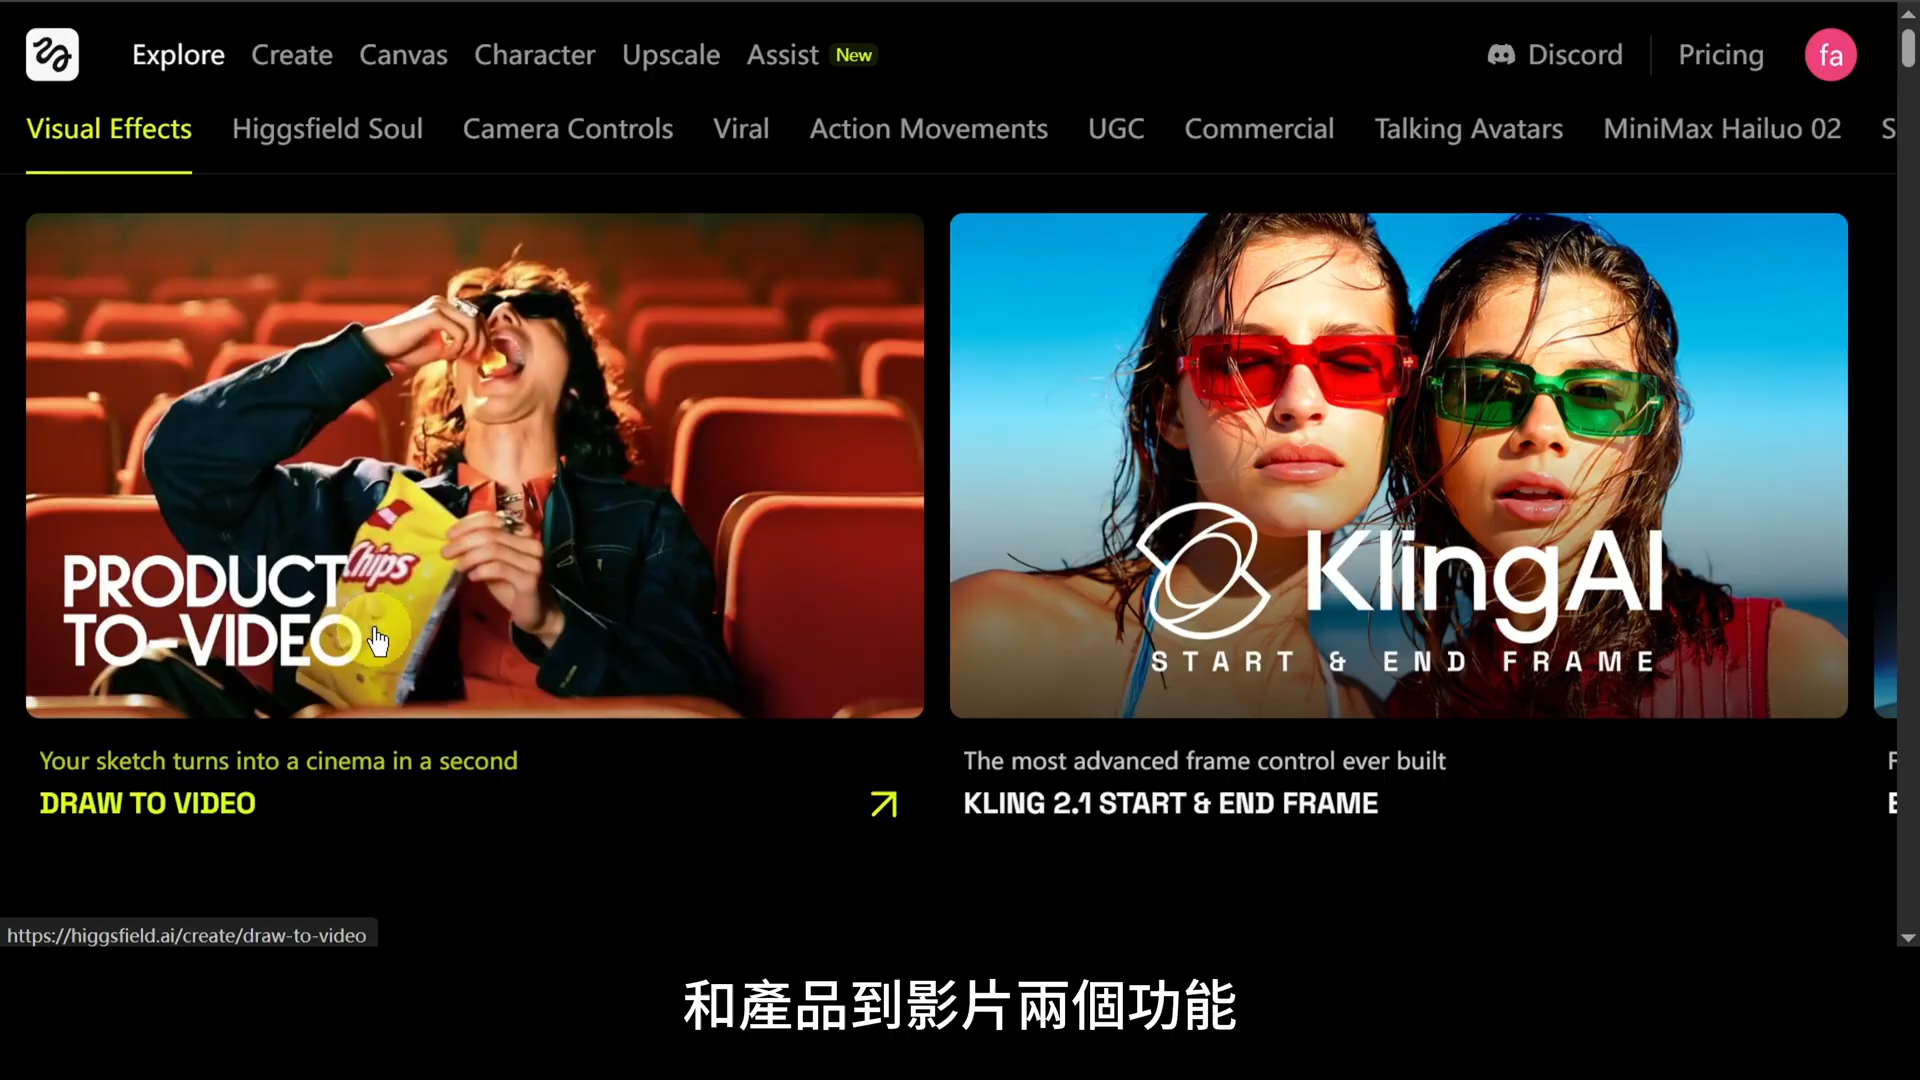 Explore Create Canvas Character Upscale Assist New Discord Pricing fa
Visual Effects Higgsfield Soul Camera Controls Viral Action Movements UGC Commercial Talking Avatars MiniMax Hailuo 02 S
Chips
PRODUCT
TO-VIDEO
KlingAI
START & END FRAME
Your sketch turns into a cinema in a second
DRAW TO VIDEO
The most advanced frame control ever built
KLING 2.1 START & END FRAME
https://higgsfield.ai/create/draw-to-video
和產品到影片兩個功能